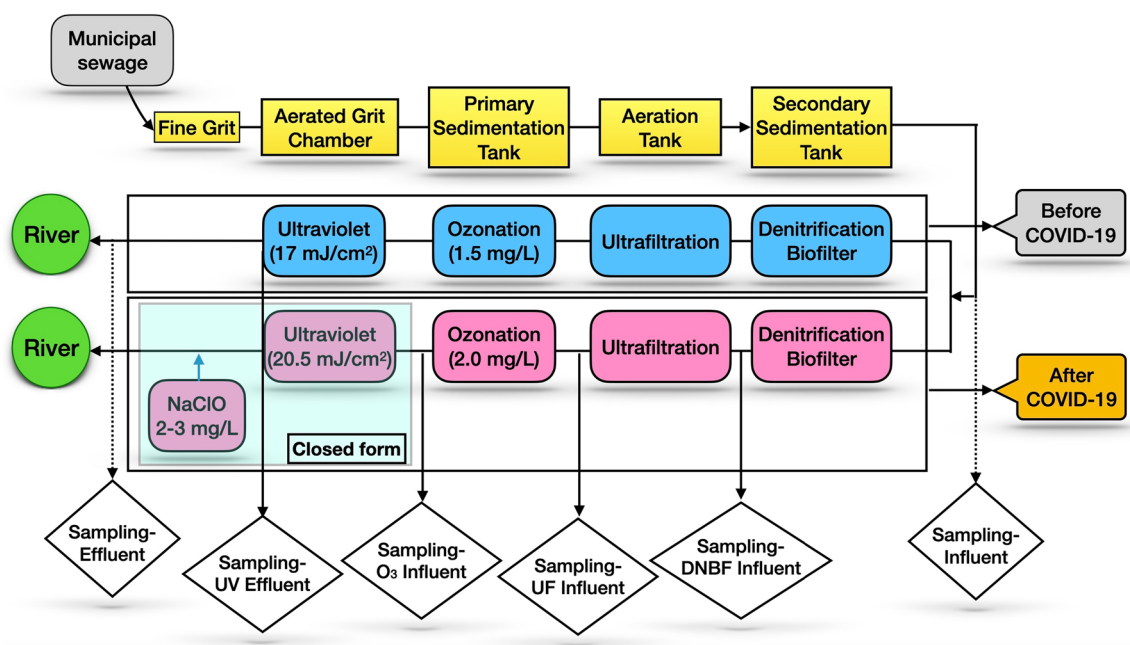 Municipal
sewage
Fine Grit
Aerated Grit
Chamber
Primary
Sedimentation
Tank
Aeration
Tank
Secondary
Sedimentation
Tank
River
Ultraviolet
(17 mJ/cm²)
Ozonation
(1.5 mg/L)
Ultrafiltration
Denitrification
Biofilter
Before
COVID-19
River
Ultraviolet
(20.5 mJ/cm²)
Ozonation
(2.0 mg/L)
Ultrafiltration
Denitrification
Biofilter
After
COVID-19
NaClO
2-3 mg/L
Closed form
Sampling-
Effluent
Sampling-
UV Effluent
Sampling-
O₃ Influent
Sampling-
UF Influent
Sampling-
DNBF Influent
Sampling-
Influent